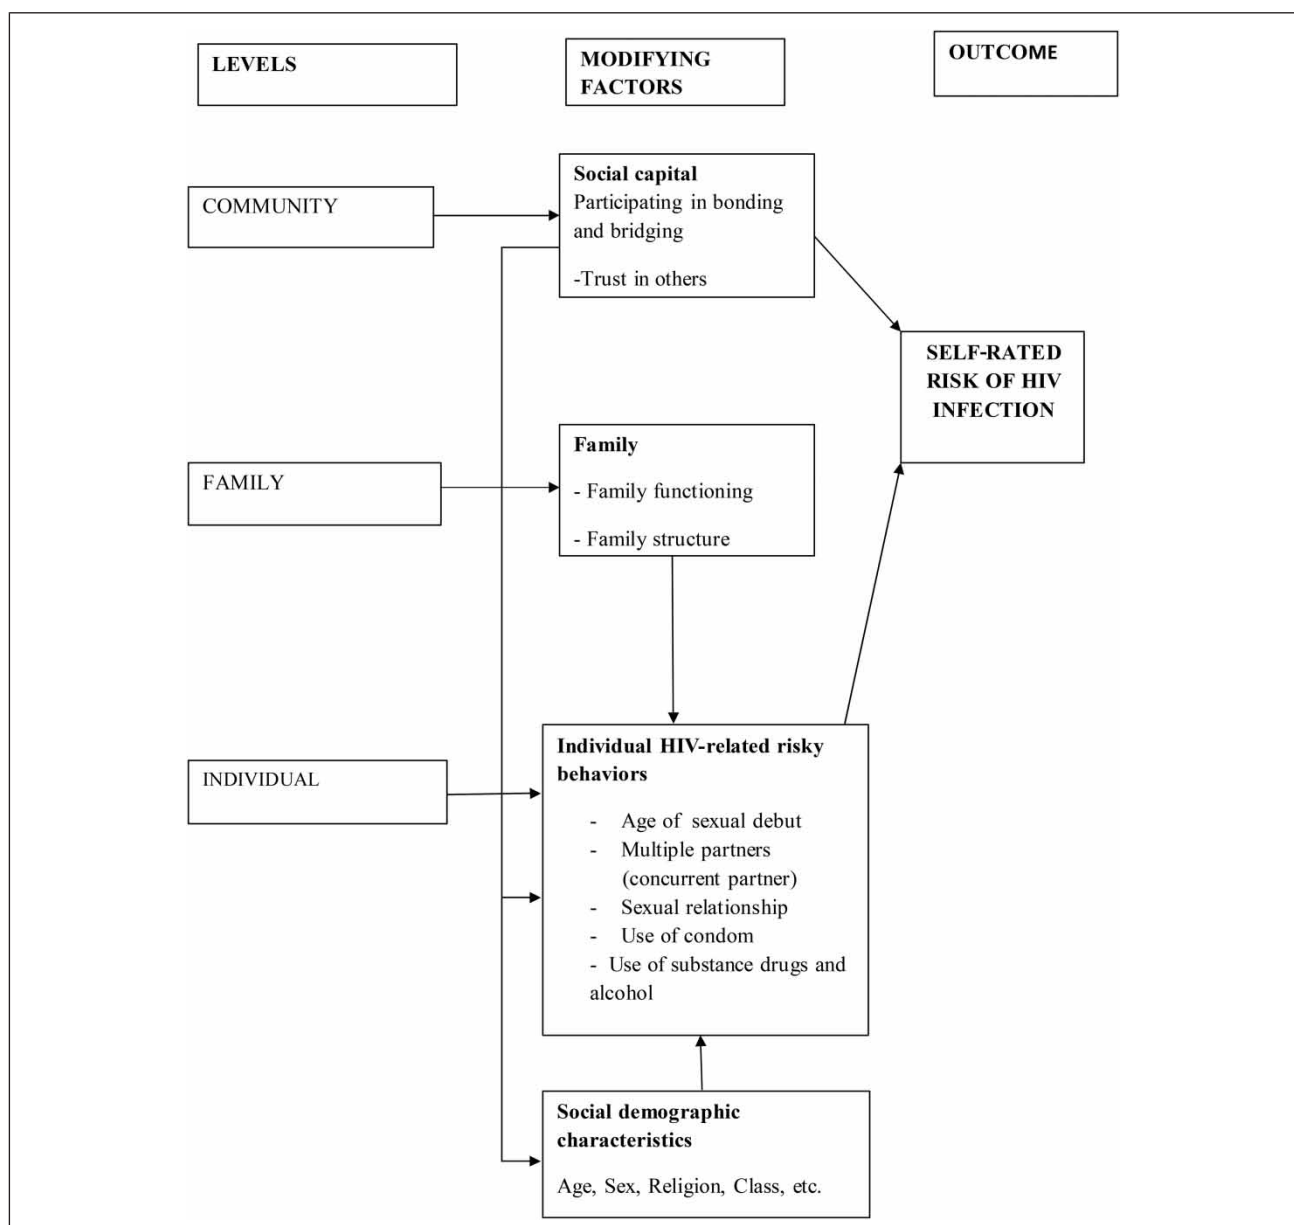 LEVELS
MODIFYING
FACTORS
OUTCOME
COMMUNITY
Social capital
Participating in bonding
and bridging
-Trust in others
SELF-RATED
RISK OF HIV
INFECTION
FAMILY
Family
- Family functioning
- Family structure
INDIVIDUAL
Individual HIV-related risky
behaviors
- Age of sexual debut
- Multiple partners
(concurrent partner)
- Sexual relationship
- Use of condom
- Use of substance drugs and
alcohol
Social demographic
characteristics
Age, Sex, Religion, Class, etc.